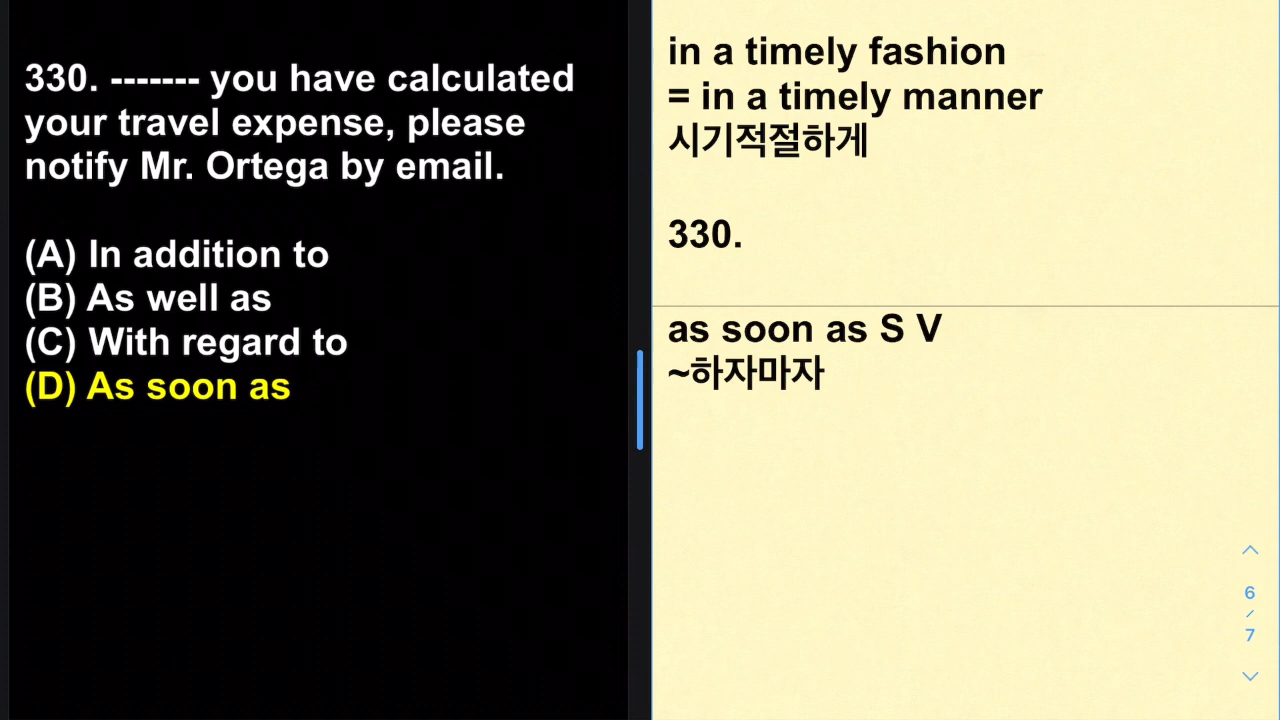 330. ------- you have calculated
your travel expense, please
notify Mr. Ortega by email.
(A) In addition to
(B) As well as
(C) With regard to
(D) As soon as
in a timely fashion
= in a timely manner
시기적절하게
330.
as soon as S V
~하자마자
6
/
7